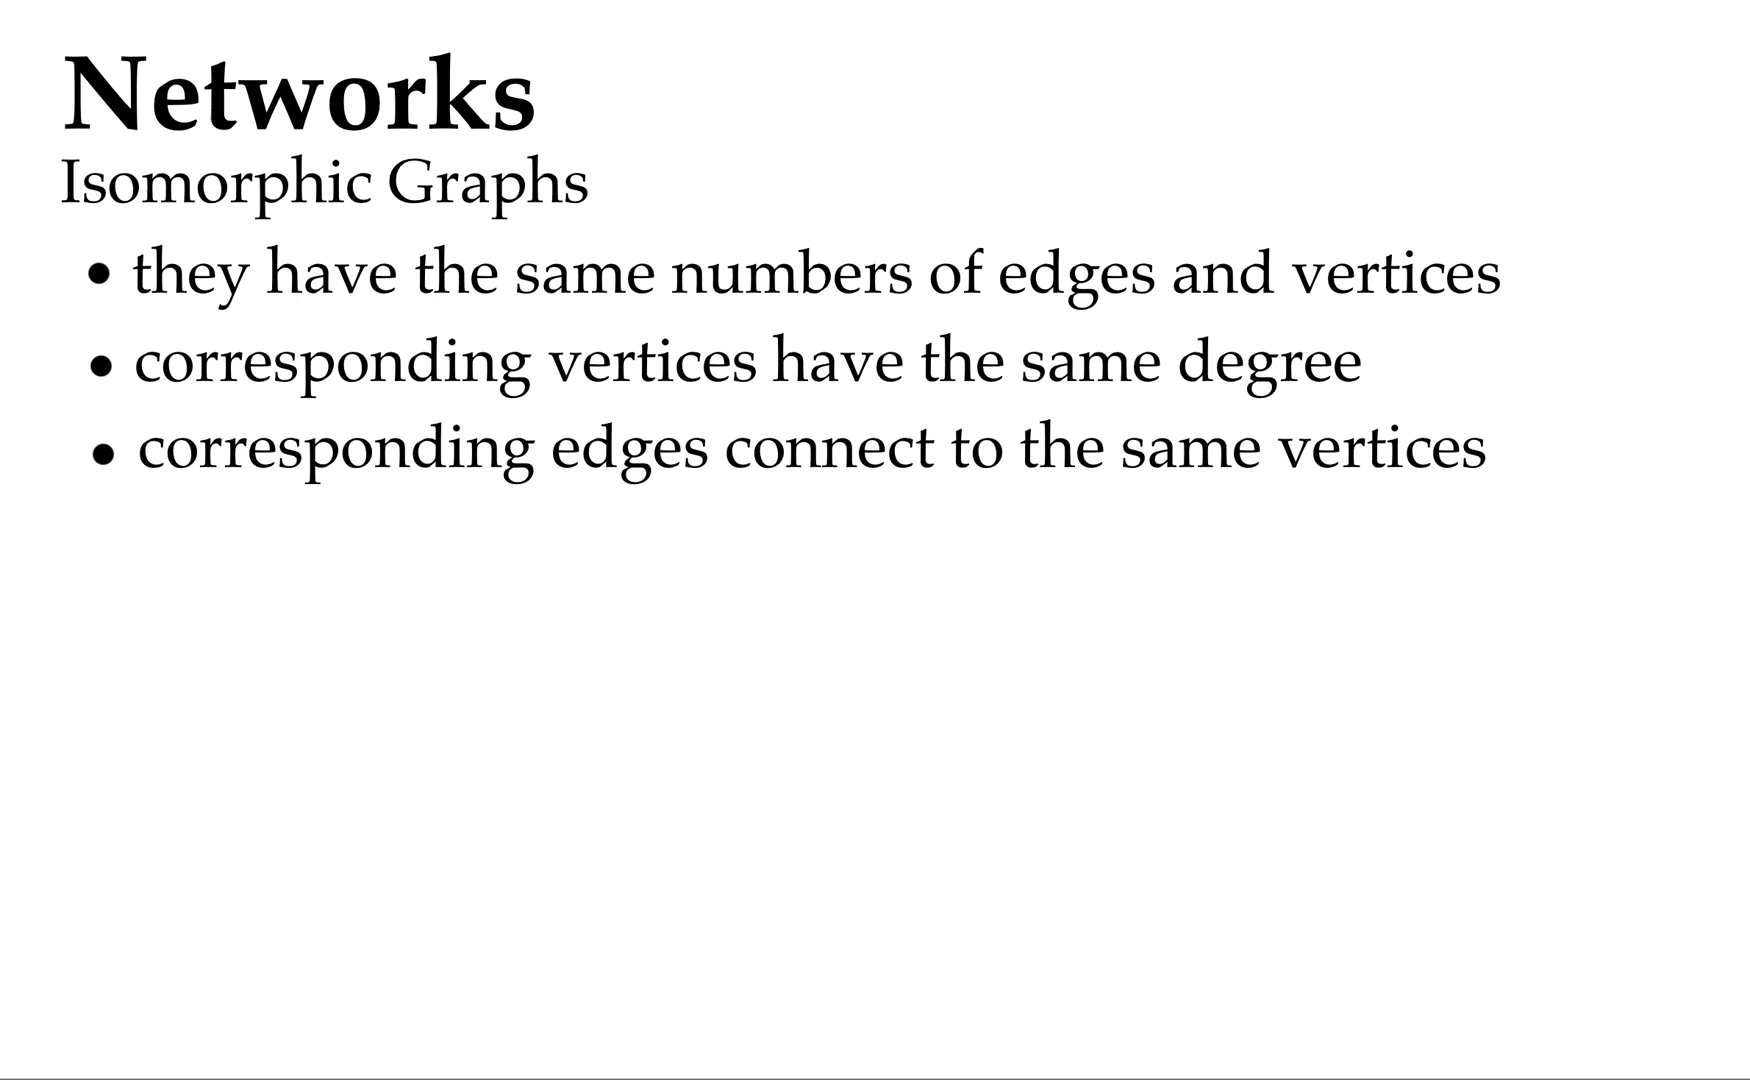 Networks
Isomorphic Graphs
• they have the same numbers of edges and vertices
• corresponding vertices have the same degree
• corresponding edges connect to the same vertices